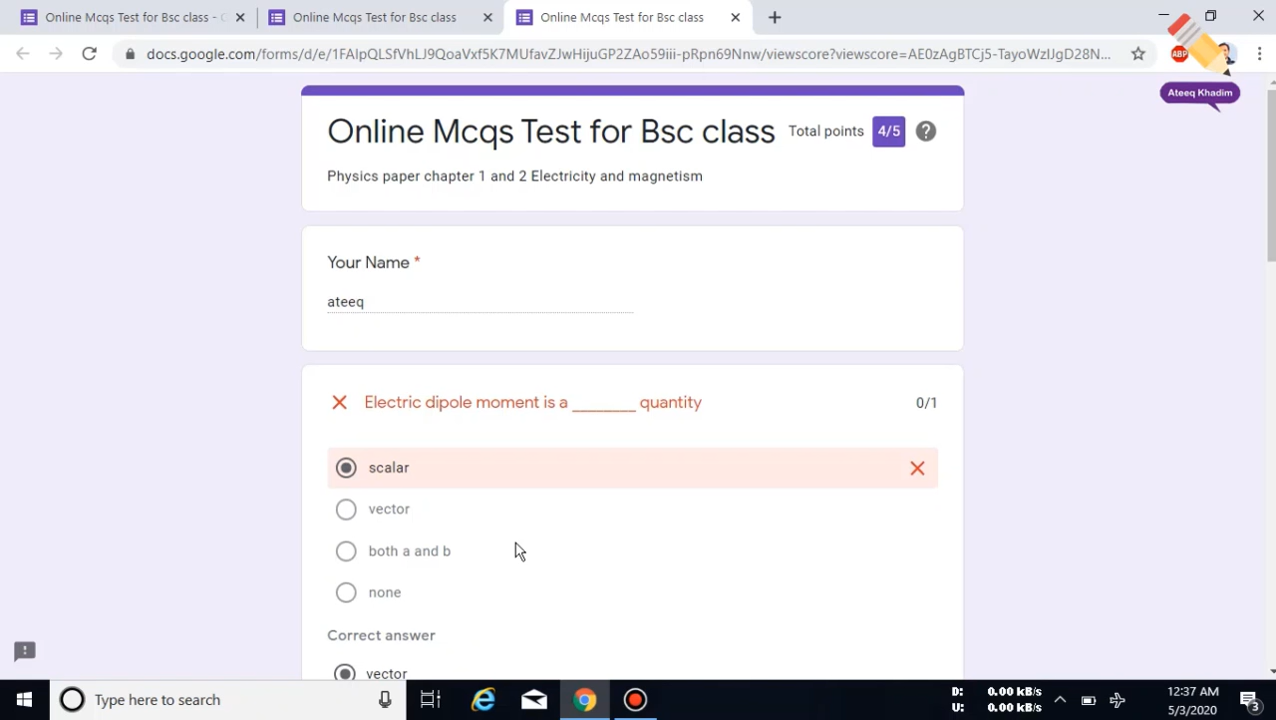 Online Mcqs Test for Bsc class - G
Online Mcqs Test for Bsc class
Online Mcqs Test for Bsc class
docs.google.com/forms/d/e/1FAIpQLSfVhLJ9QoaVxf5K7MUfavZJwHijuGP2ZAo59iii-pRpn69Nnw/viewscore?viewscore=AE0zAgBTCj5-TayoWzlJgD28N...
ABP
Ateeq Khadim
Online Mcqs Test for Bsc class
Total points 4/5
Physics paper chapter 1 and 2 Electricity and magnetism
Your Name *
ateeq
Electric dipole moment is a ________ quantity
0/1
scalar
vector
both a and b
none
Correct answer
vector
Type here to search
D: 0.00 kB/s
U: 0.00 kB/s
12:37 AM
5/3/2020
3